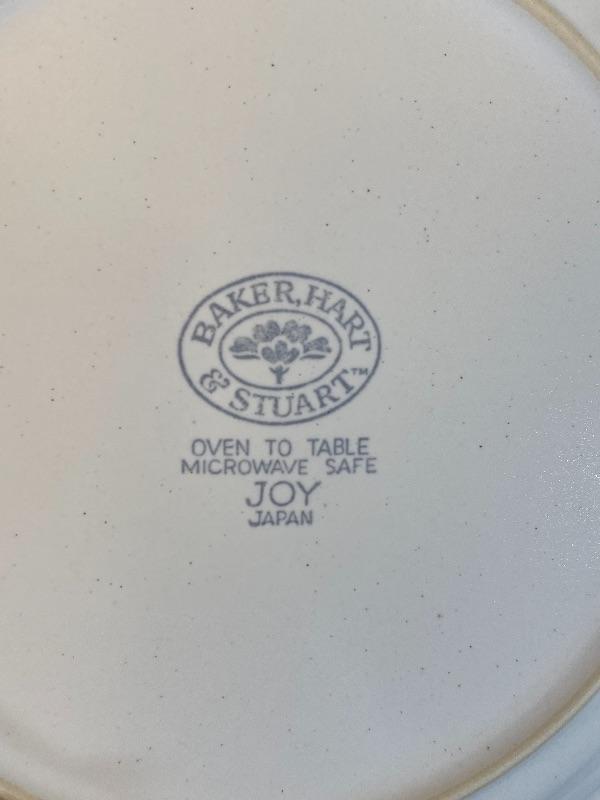 BAKER, HART
& STUART™
OVEN TO TABLE
MICROWAVE SAFE
JOY
JAPAN